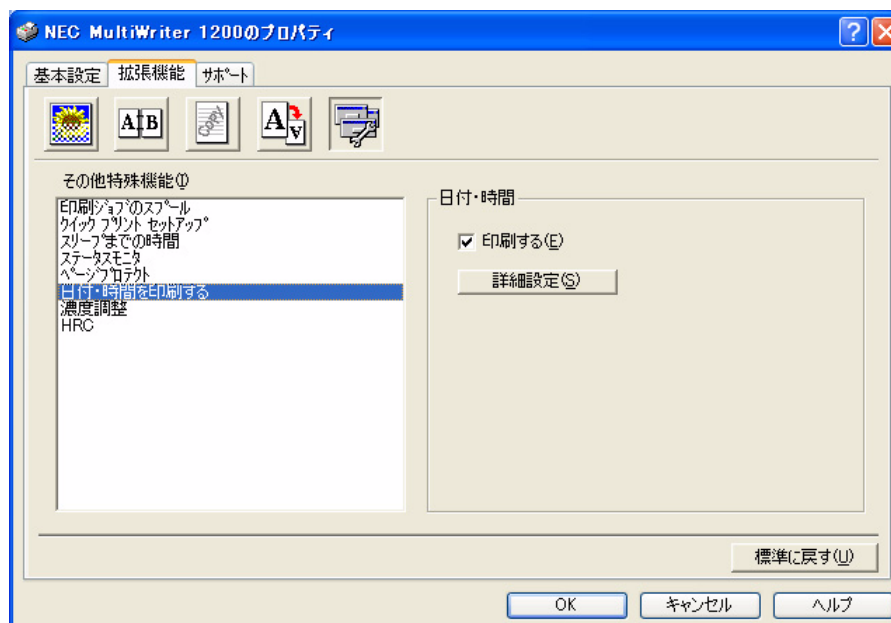 NEC MultiWriter 1200のプロパティ
基本設定 拡張機能 サポート
A B
COPY
A A
その他特殊機能(I)
印刷ジョブのスプール
クイック プリント セットアップ
スリープまでの時間
ステータスモニタ
ページプロテクト
日付・時間を印刷する
濃度調整
HRC
日付・時間
印刷する(E)
詳細設定(S)
標準に戻す(U)
OK キャンセル ヘルプ